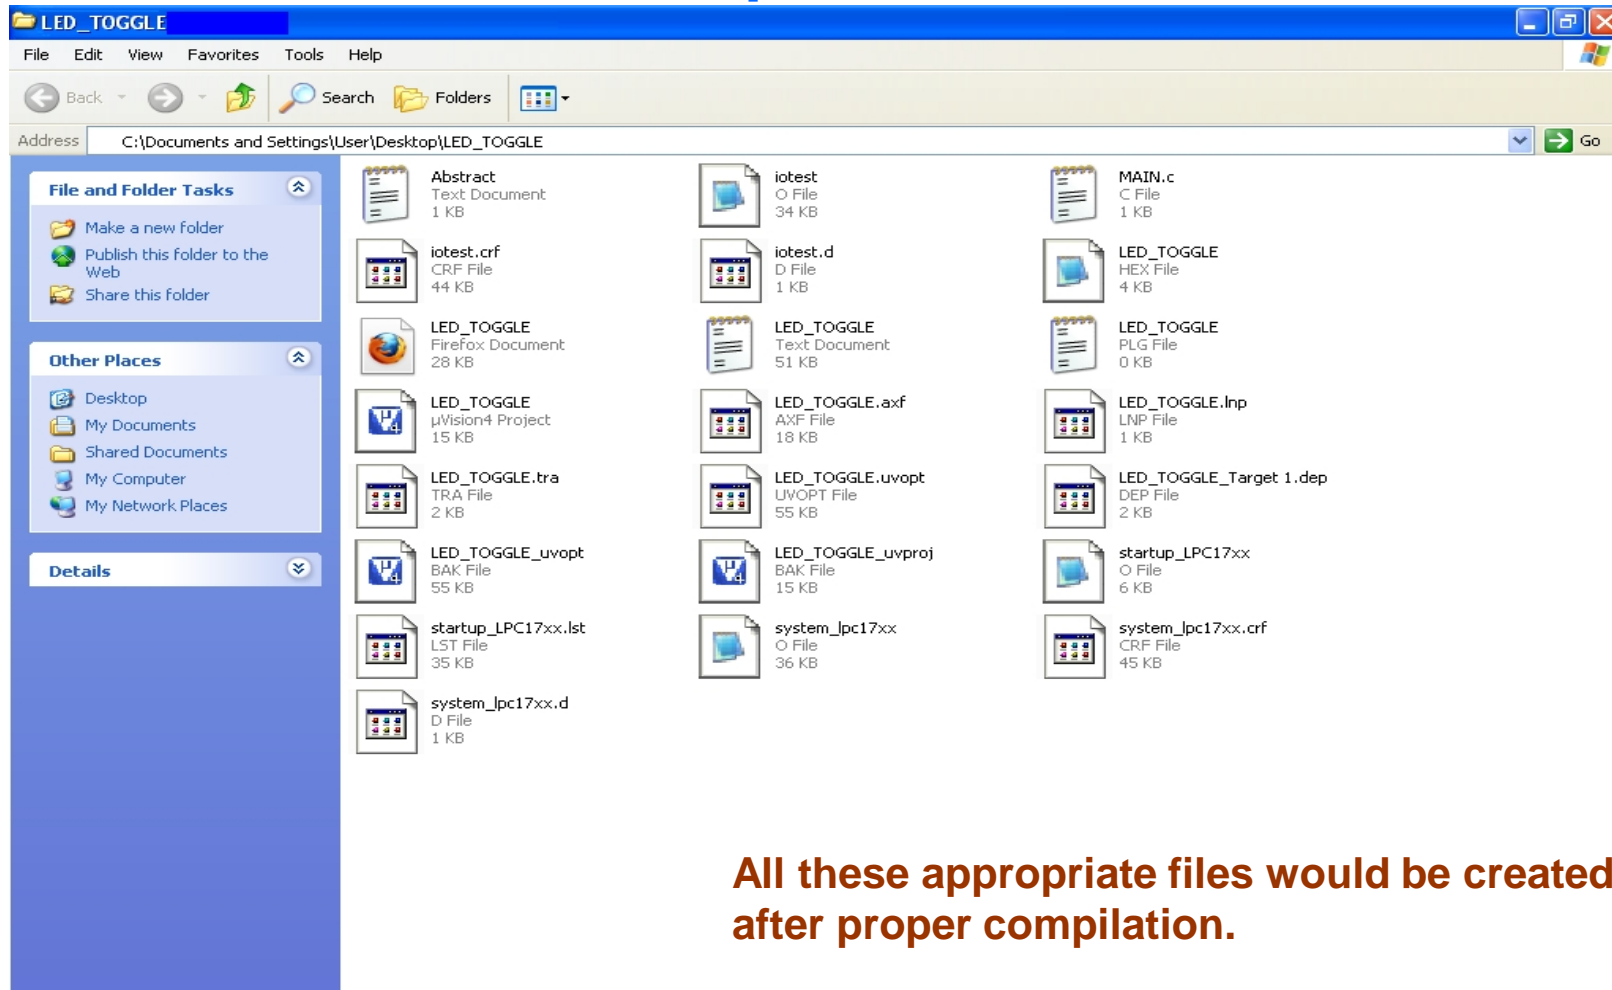 LED_TOGGLE
File Edit View Favorites Tools Help
Back Search Folders
Address C:\Documents and Settings\User\Desktop\LED_TOGGLE Go
File and Folder Tasks
Make a new folder
Publish this folder to the
Web
Share this folder
Other Places
Desktop
My Documents
Shared Documents
My Computer
My Network Places
Details
Abstract
Text Document
1 KB
iotest
O File
34 KB
MAIN.c
C File
1 KB
iotest.crf
CRF File
44 KB
iotest.d
D File
1 KB
LED_TOGGLE
HEX File
4 KB
LED_TOGGLE
Firefox Document
28 KB
LED_TOGGLE
Text Document
51 KB
LED_TOGGLE
PLG File
0 KB
LED_TOGGLE
µVision4 Project
15 KB
LED_TOGGLE.axf
AXF File
18 KB
LED_TOGGLE.lnp
LNP File
1 KB
LED_TOGGLE.tra
TRA File
2 KB
LED_TOGGLE.uvopt
UVOPT File
55 KB
LED_TOGGLE_Target 1.dep
DEP File
2 KB
LED_TOGGLE_uvopt
BAK File
55 KB
LED_TOGGLE_uvproj
BAK File
15 KB
startup_LPC17xx
O File
6 KB
startup_LPC17xx.lst
LST File
35 KB
system_lpc17xx
O File
36 KB
system_lpc17xx.crf
CRF File
45 KB
system_lpc17xx.d
D File
1 KB
All these appropriate files would be created
after proper compilation.